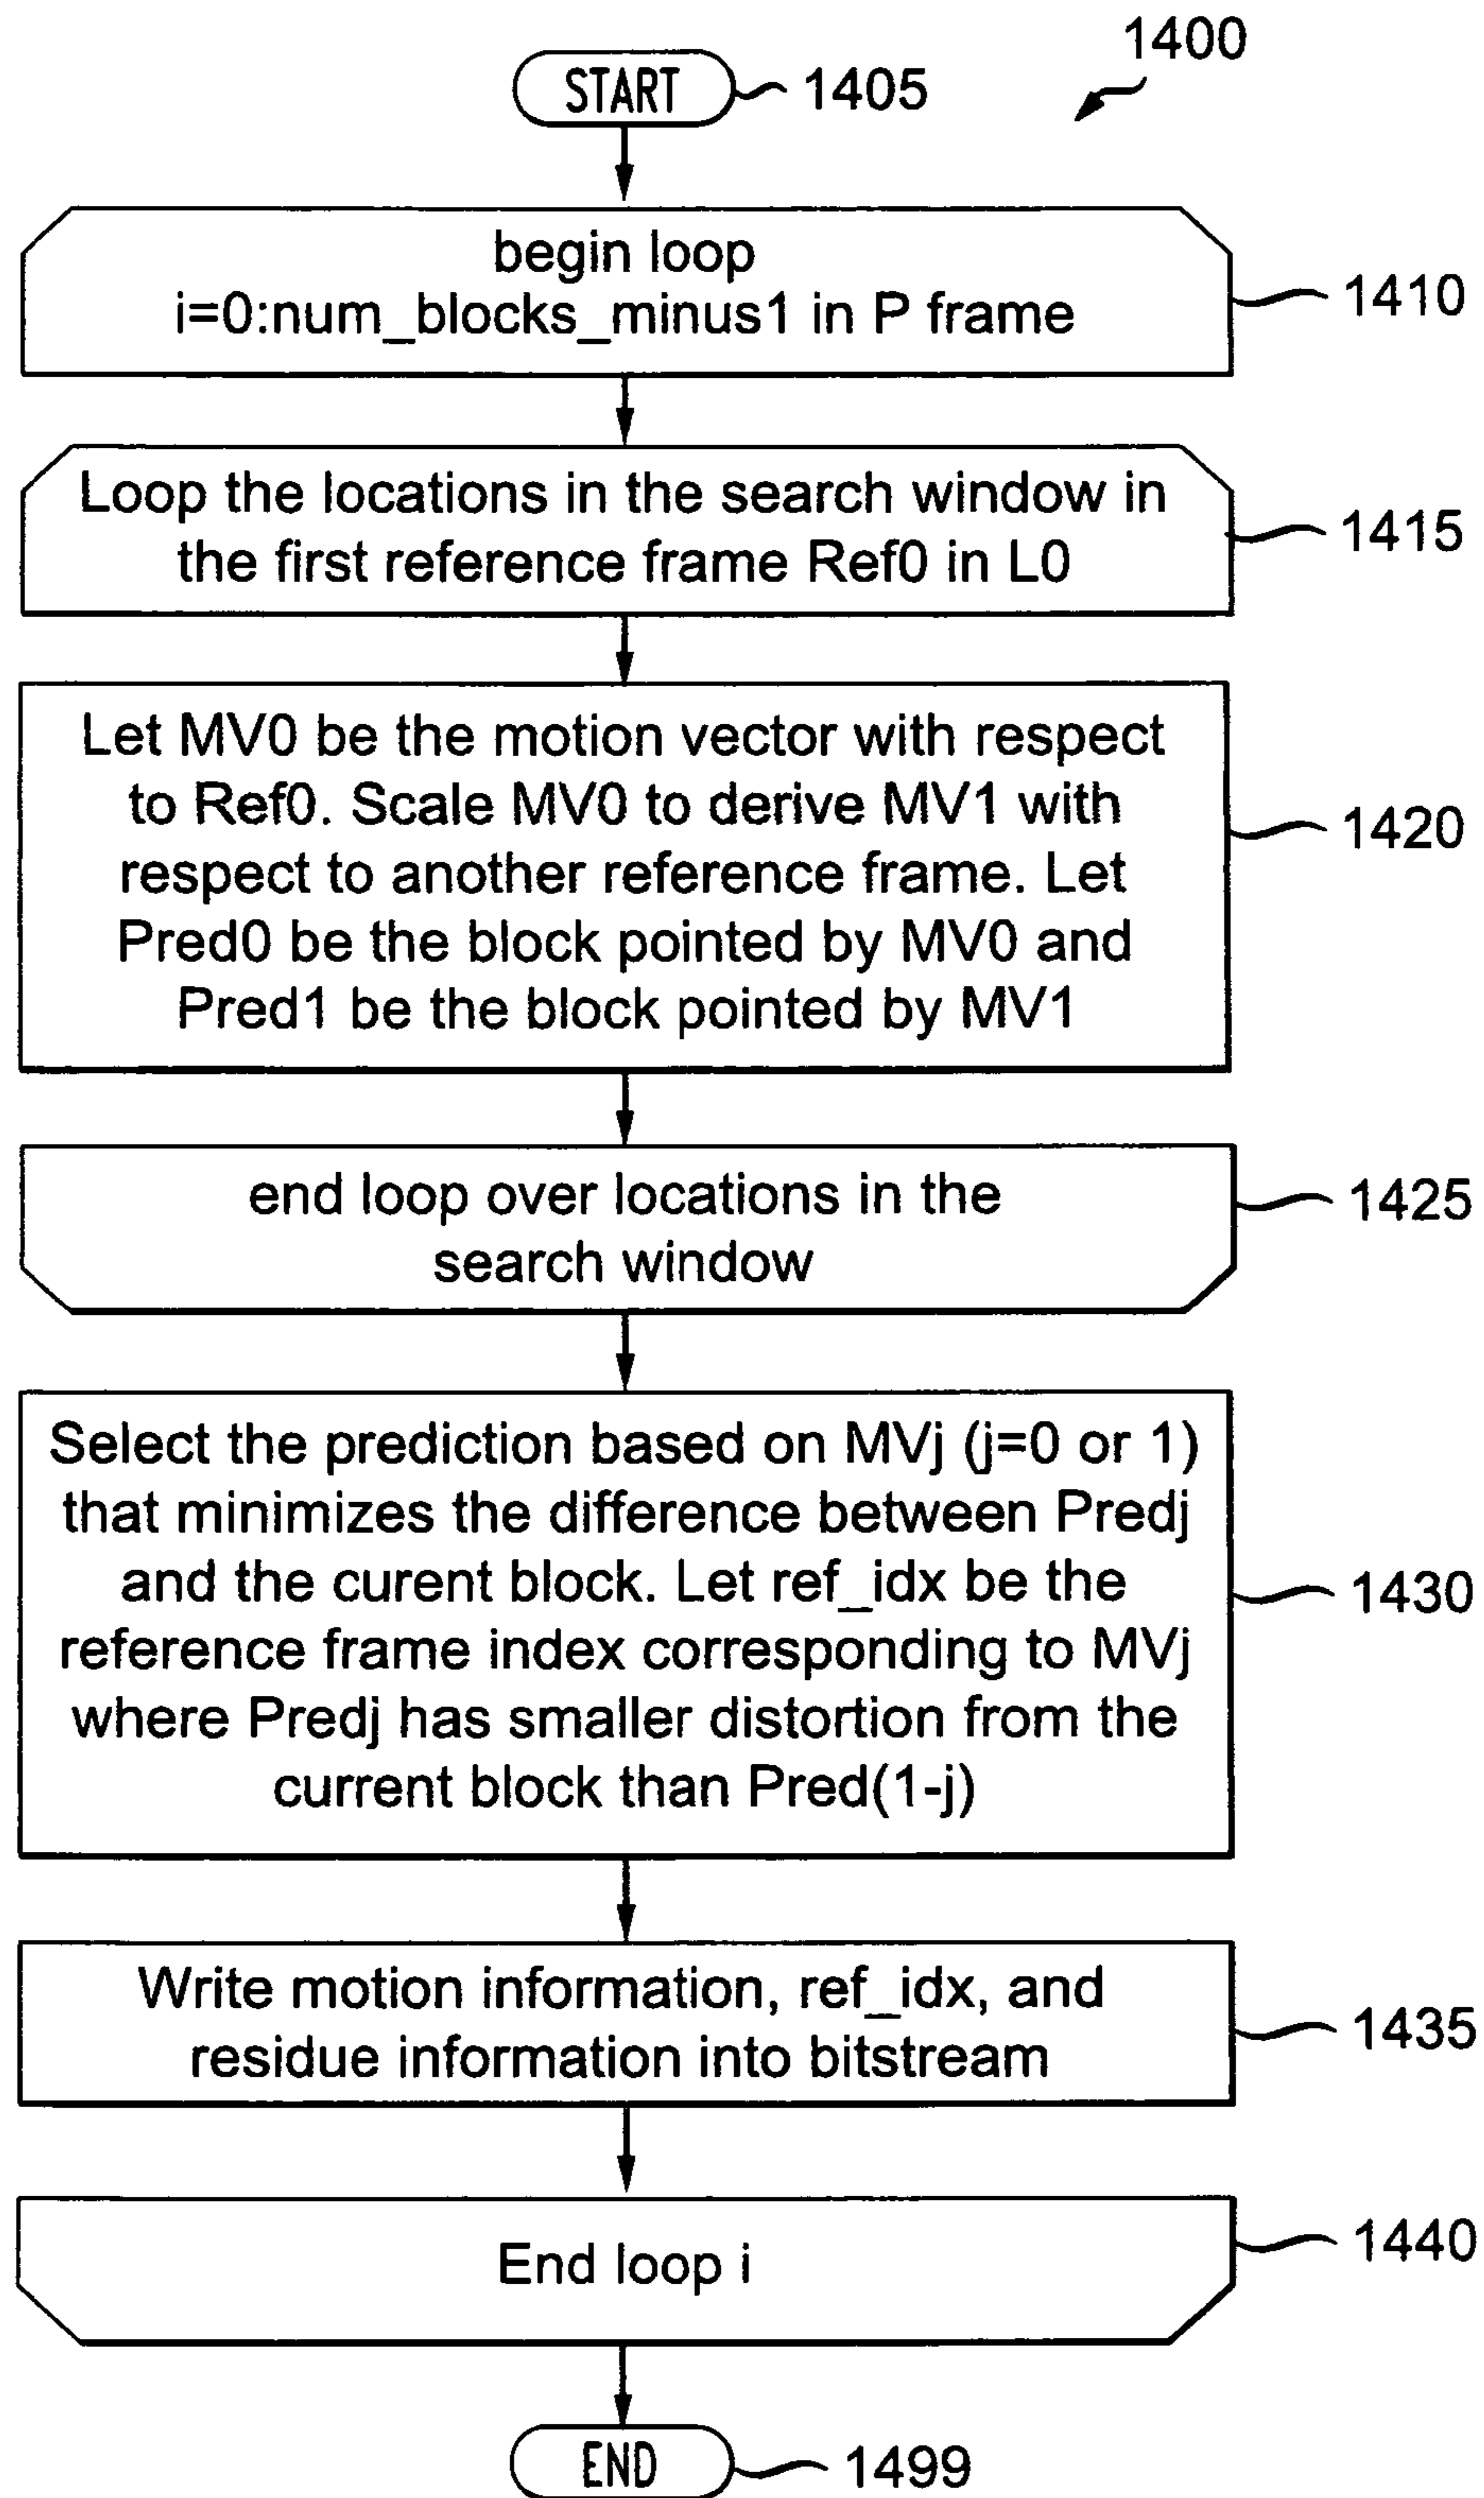 1400
START
1405
begin loop
i=0:num_blocks_minus1 in P frame
1410
Loop the locations in the search window in
the first reference frame Ref0 in L0
1415
Let MV0 be the motion vector with respect
to Ref0. Scale MV0 to derive MV1 with
respect to another reference frame. Let
Pred0 be the block pointed by MV0 and
Pred1 be the block pointed by MV1
1420
end loop over locations in the
search window
1425
Select the prediction based on MVj (j=0 or 1)
that minimizes the difference between Predj
and the curent block. Let ref_idx be the
reference frame index corresponding to MVj
where Predj has smaller distortion from the
current block than Pred(1-j)
1430
Write motion information, ref_idx, and
residue information into bitstream
1435
End loop i
1440
END
1499